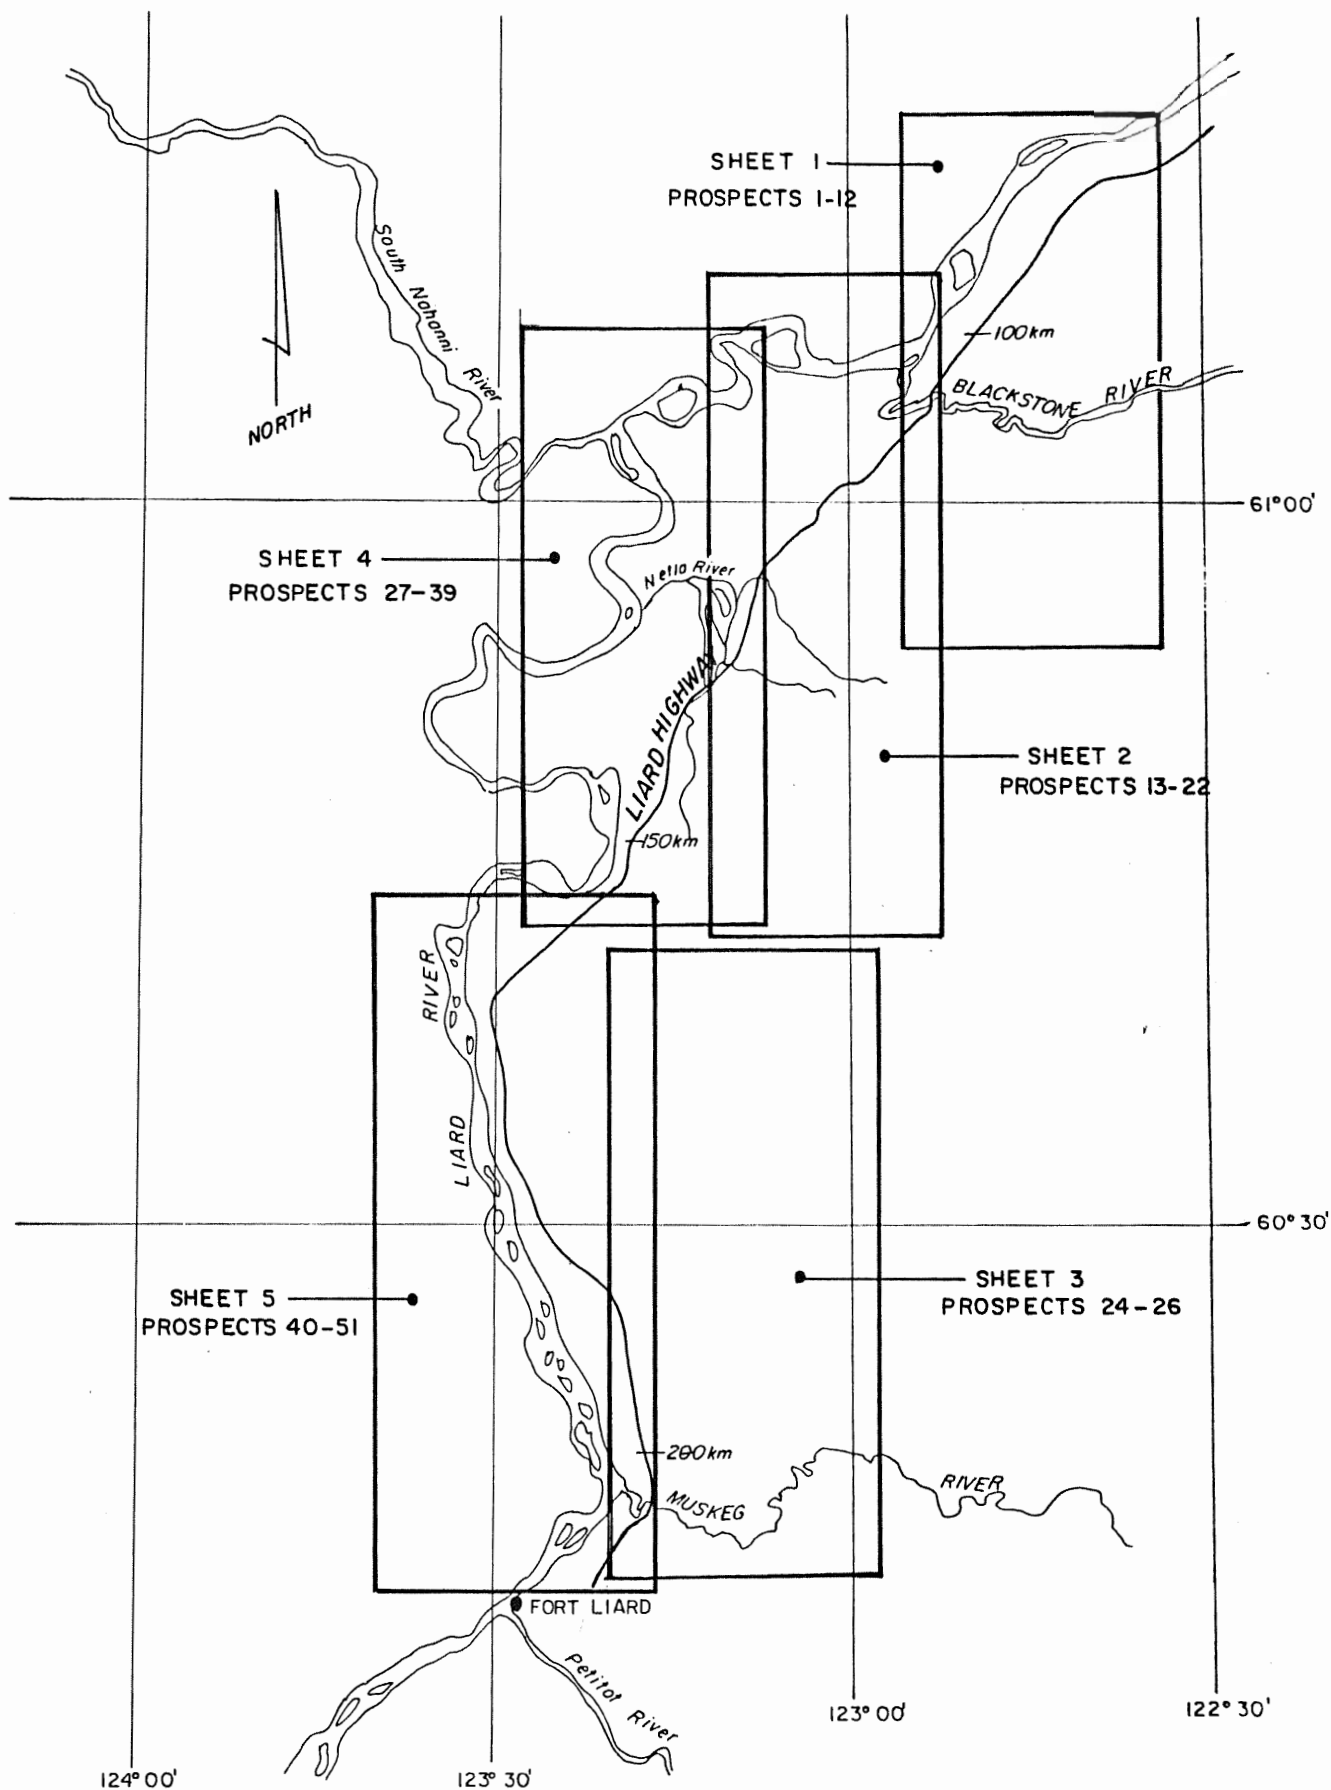 SHEET 1
PROSPECTS 1-12
South Nahanni River
100km
BLACKSTONE RIVER
NORTH
61°00'
SHEET 4
PROSPECTS 27-39
Netla River
LIARD HIGHWAY
SHEET 2
PROSPECTS 13-22
150km
RIVER
LIARD
60°30'
SHEET 3
PROSPECTS 24-26
SHEET 5
PROSPECTS 40-51
200km
MUSKEG RIVER
FORT LIARD
Petitot River
123°00'
122°30'
124°00'
123°30'